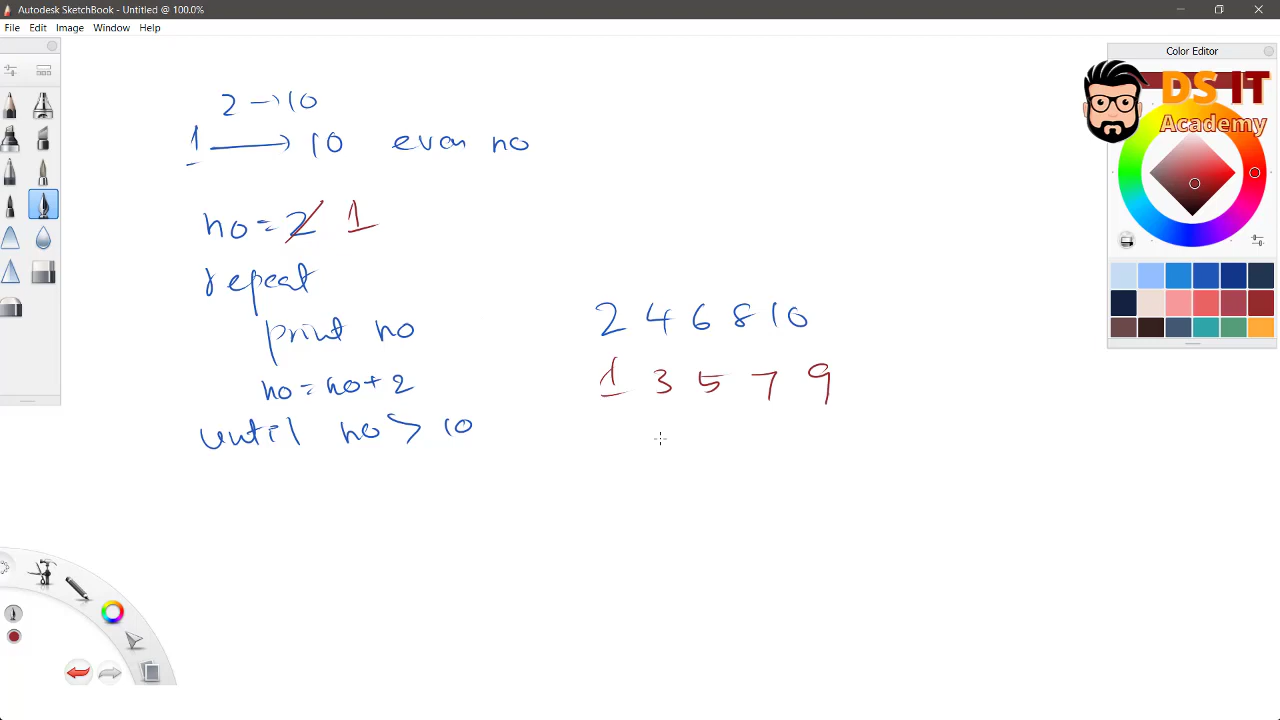 Autodesk SketchBook - Untitled @ 100.0%
File Edit Image Window Help
Color Editor
DS IT
Academy
2 → 10
1 → 10 even no
no = 2 1
repeat
print no
no = no + 2
until no > 10
2 4 6 8 10
1 3 5 7 9